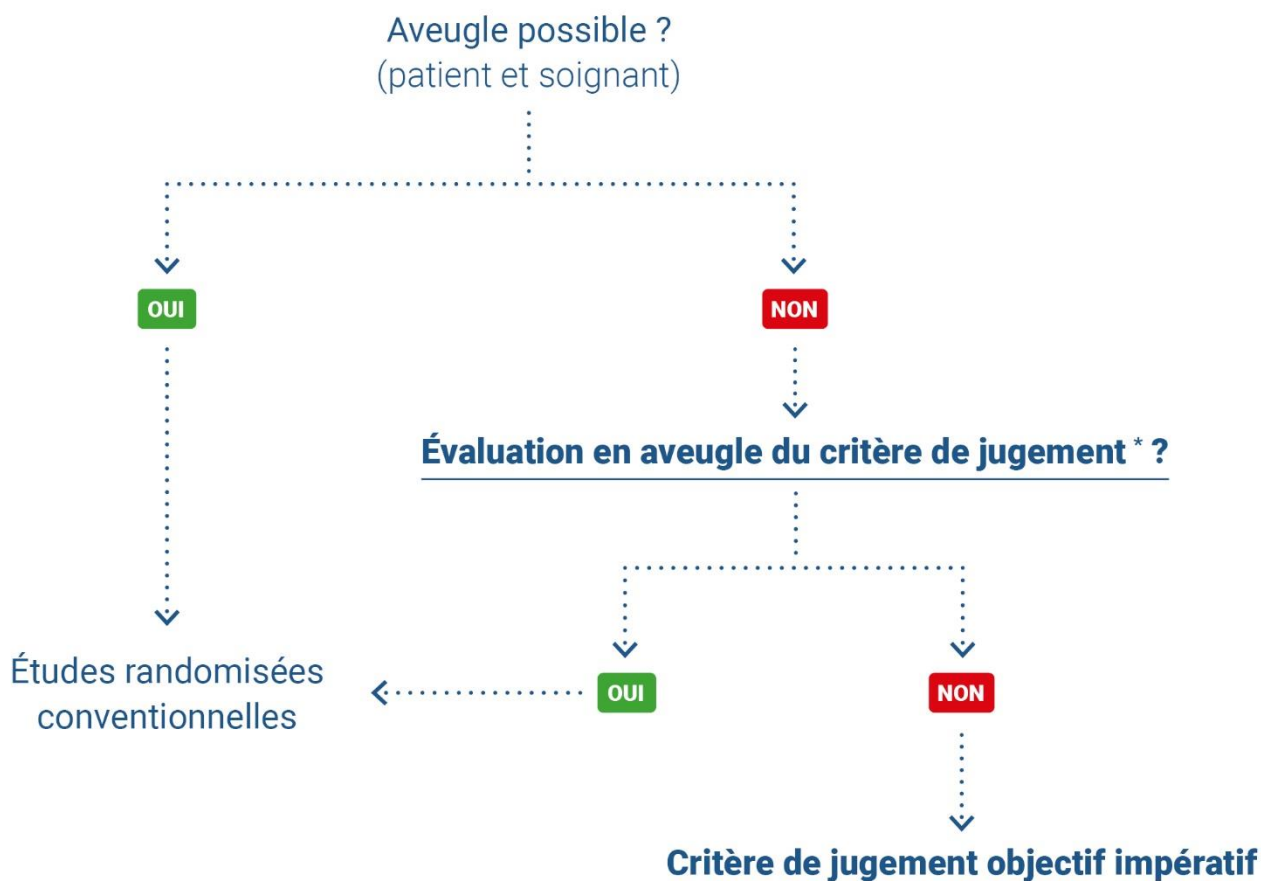 Aveugle possible ?
(patient et soignant)
OUI
NON
Évaluation en aveugle du critère de jugement * ?
Études randomisées
conventionnelles
OUI
NON
Critère de jugement objectif impératif